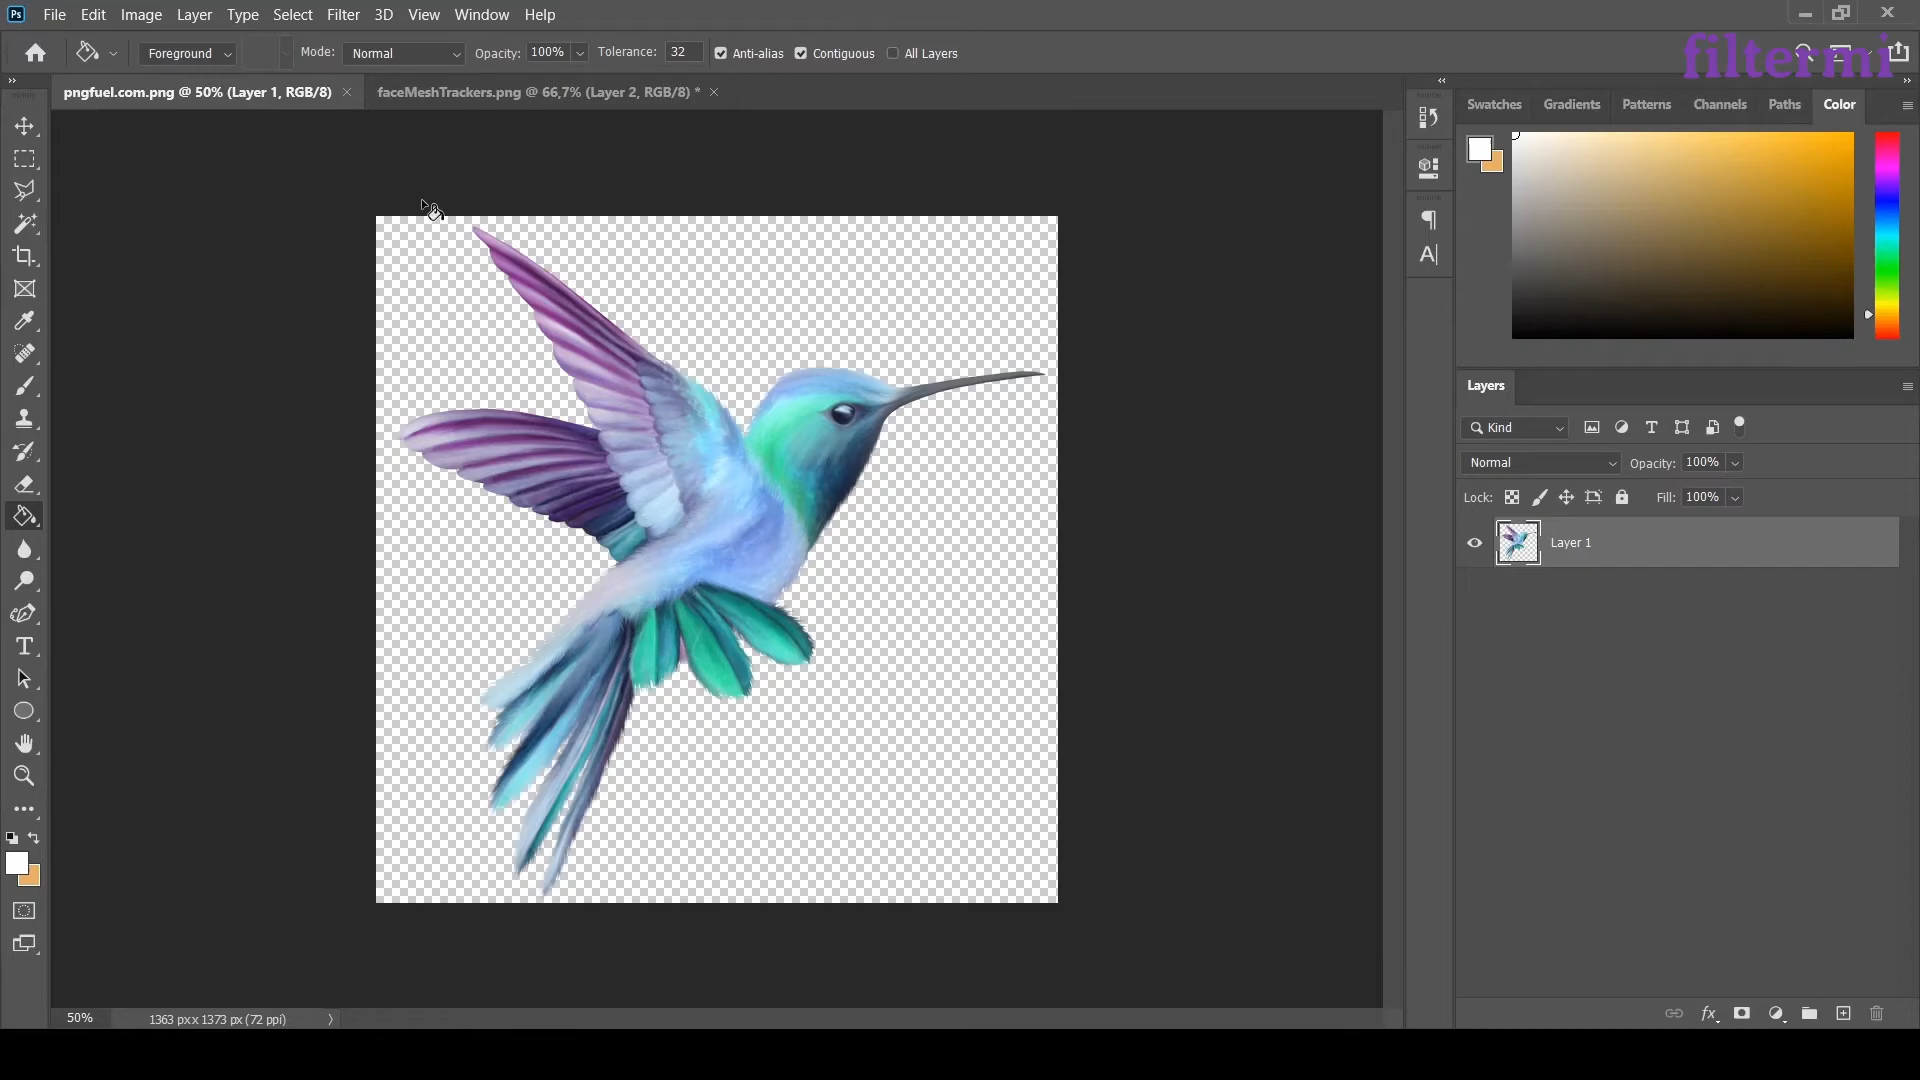 Ps File Edit Image Layer Type Select Filter 3D View Window Help
Foreground Mode: Normal Opacity: 100% Tolerance: 32 Anti-alias Contiguous All Layers
filtermi
pngfuel.com.png @ 50% (Layer 1, RGB/8) × faceMeshTrackers.png @ 66,7% (Layer 2, RGB/8) * ×
Swatches Gradients Patterns Channels Paths Color
Layers
Kind
Normal Opacity: 100%
Lock: Fill: 100%
Layer 1
50% 1363 px x 1373 px (72 ppi)